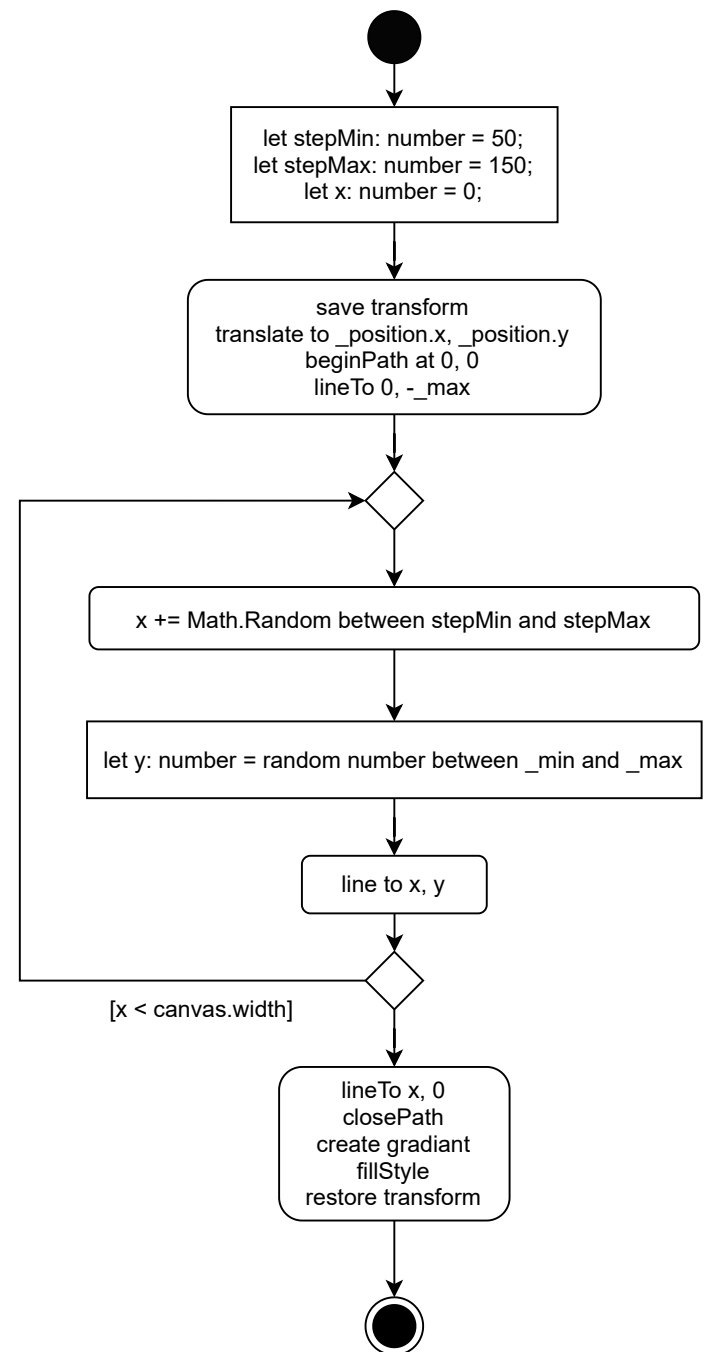 let stepMin: number = 50;
let stepMax: number = 150;
let x: number = 0;
save transform
translate to _position.x, _position.y
beginPath at 0, 0
lineTo 0, -_max
x += Math.Random between stepMin and stepMax
let y: number = random number between _min and _max
line to x, y
[x < canvas.width]
lineTo x, 0
closePath
create gradiant
fillStyle
restore transform